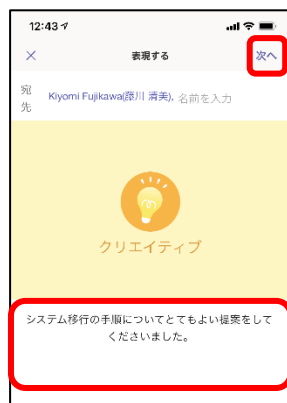 12:43
表現する
次へ
宛先
Kiyomi Fujikawa(藤川 清美), 名前を入力
クリエイティブ
システム移行の手順についてとてもよい提案をして
くださいました。